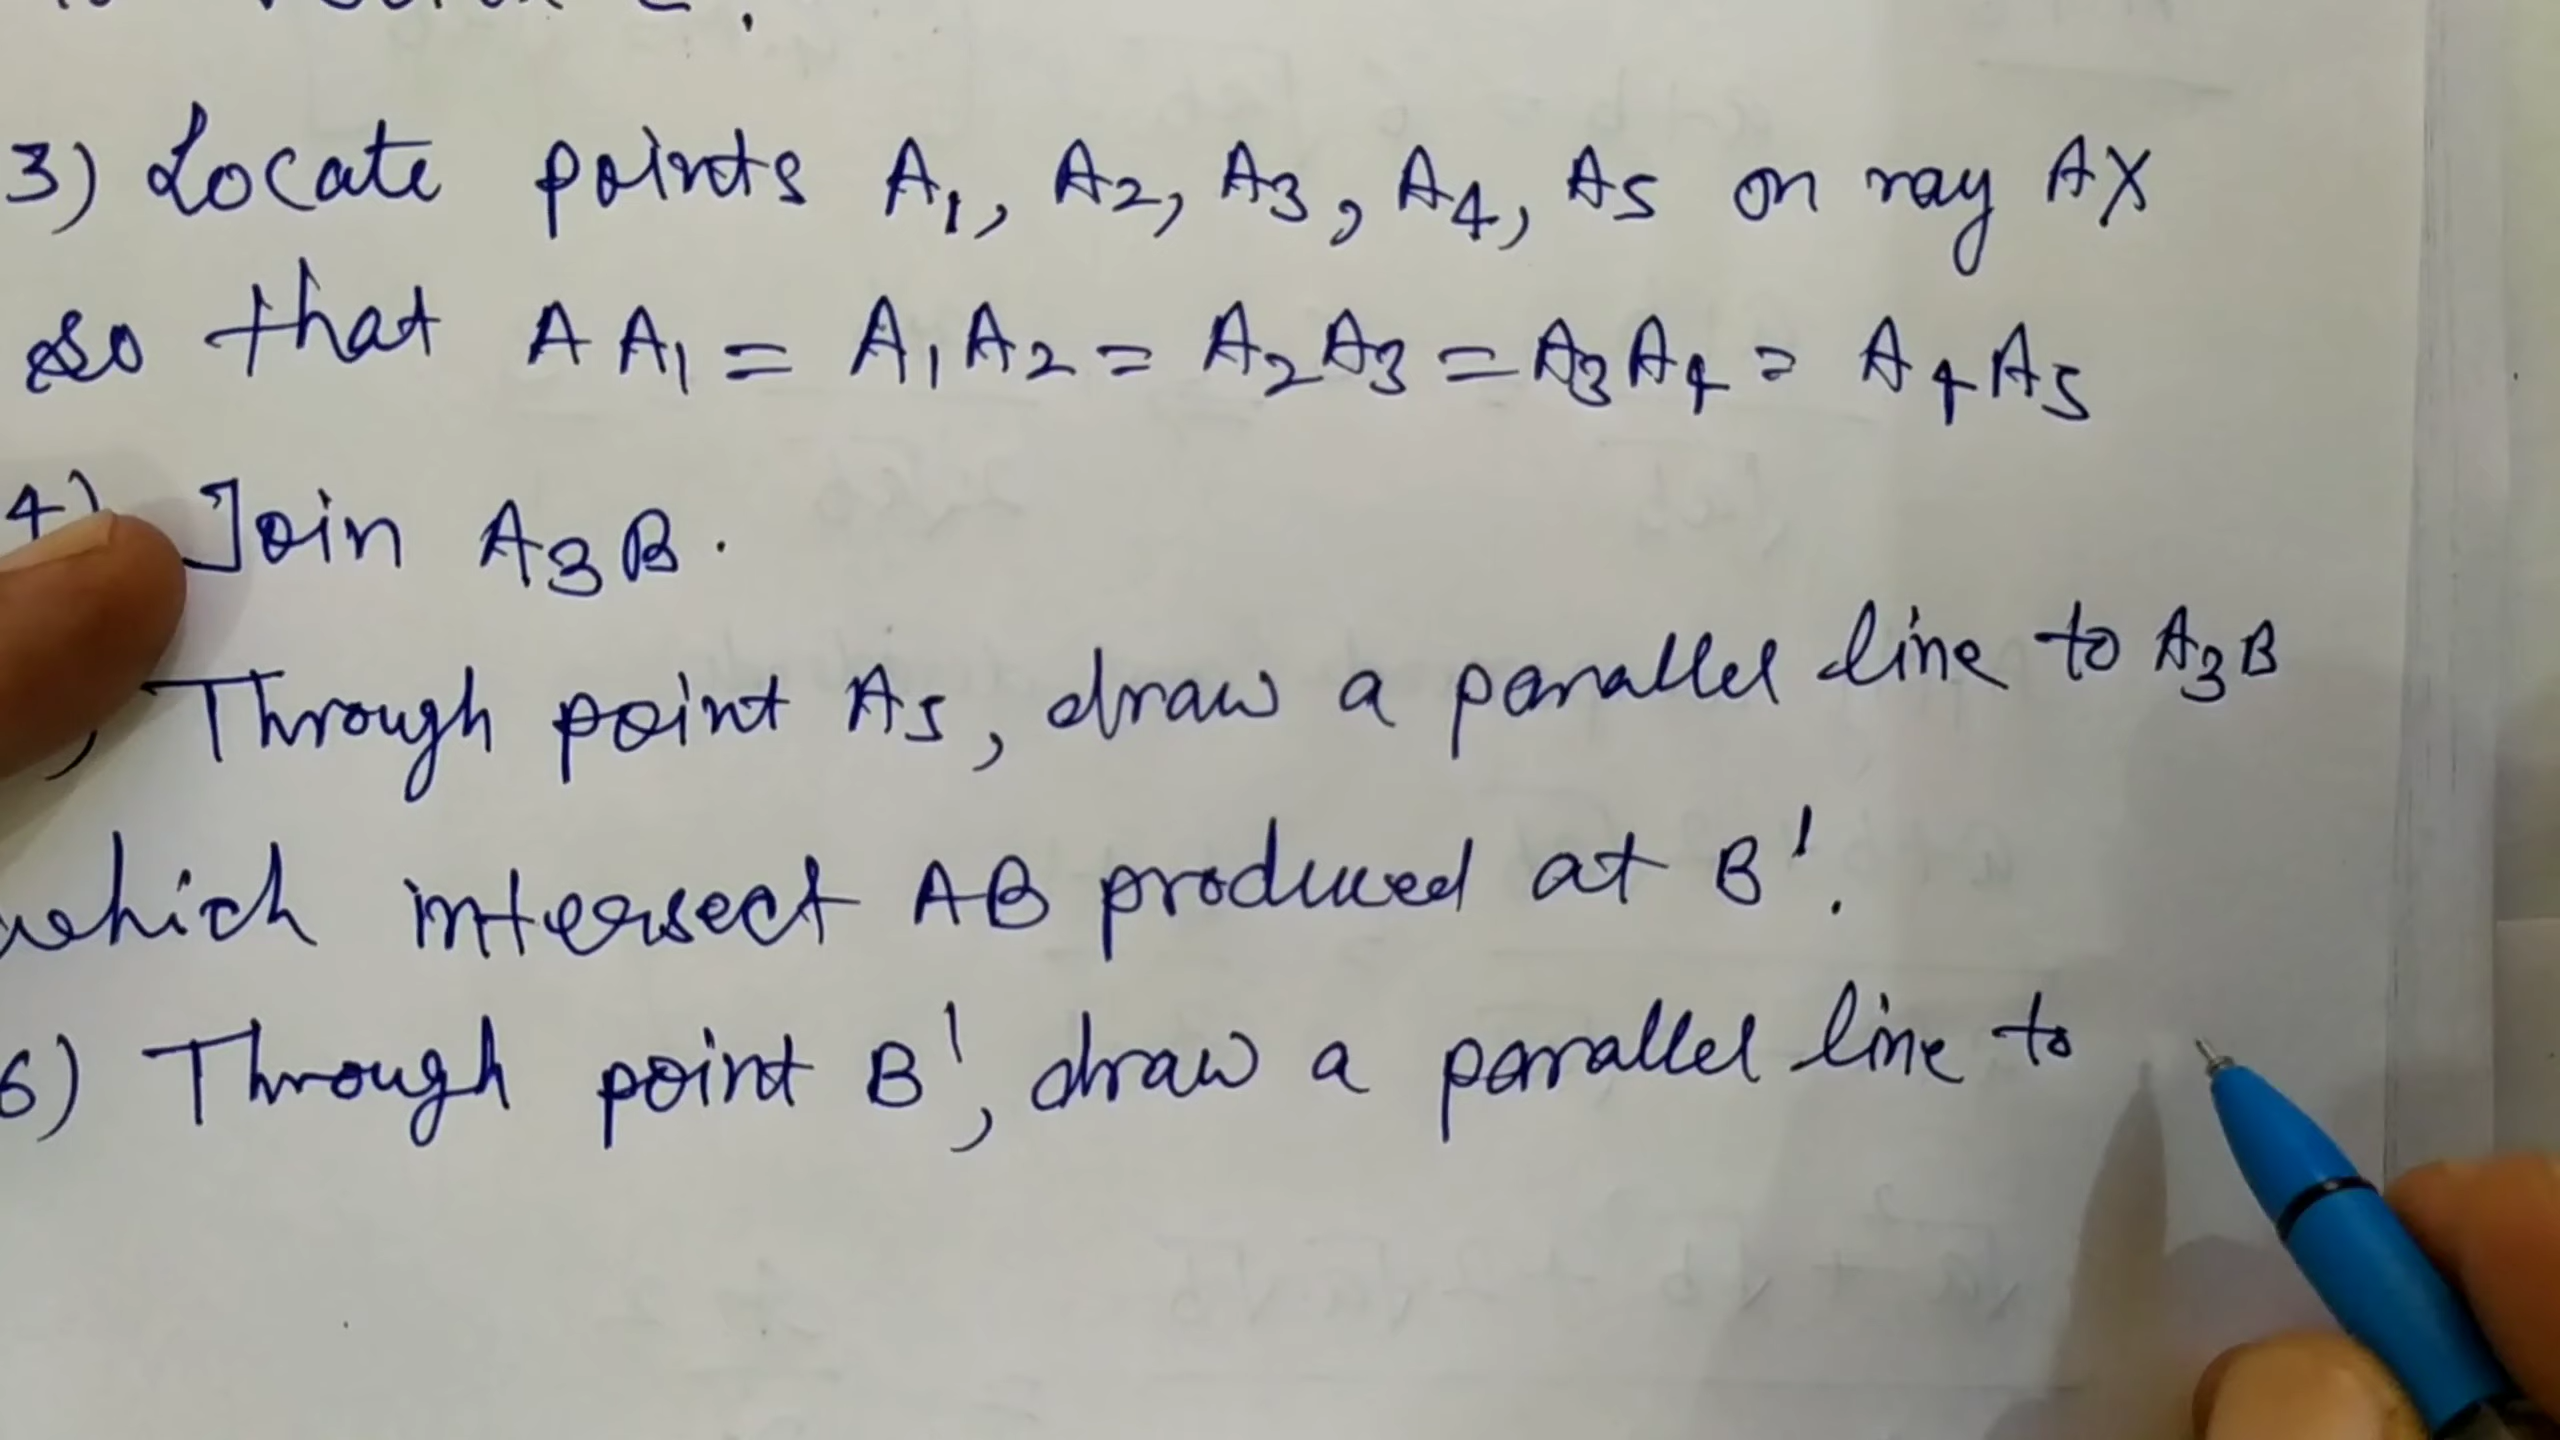 3) Locate points A₁, A₂, A₃, A₄, A₅ on ray AX
so that AA₁ = A₁A₂ = A₂A₃ = A₃A₄ = A₄A₅
4) Join A₃B.
Through point A₅, draw a parallel line to A₃B
which intersect AB produced at B'.
6) Through point B', draw a parallel line to